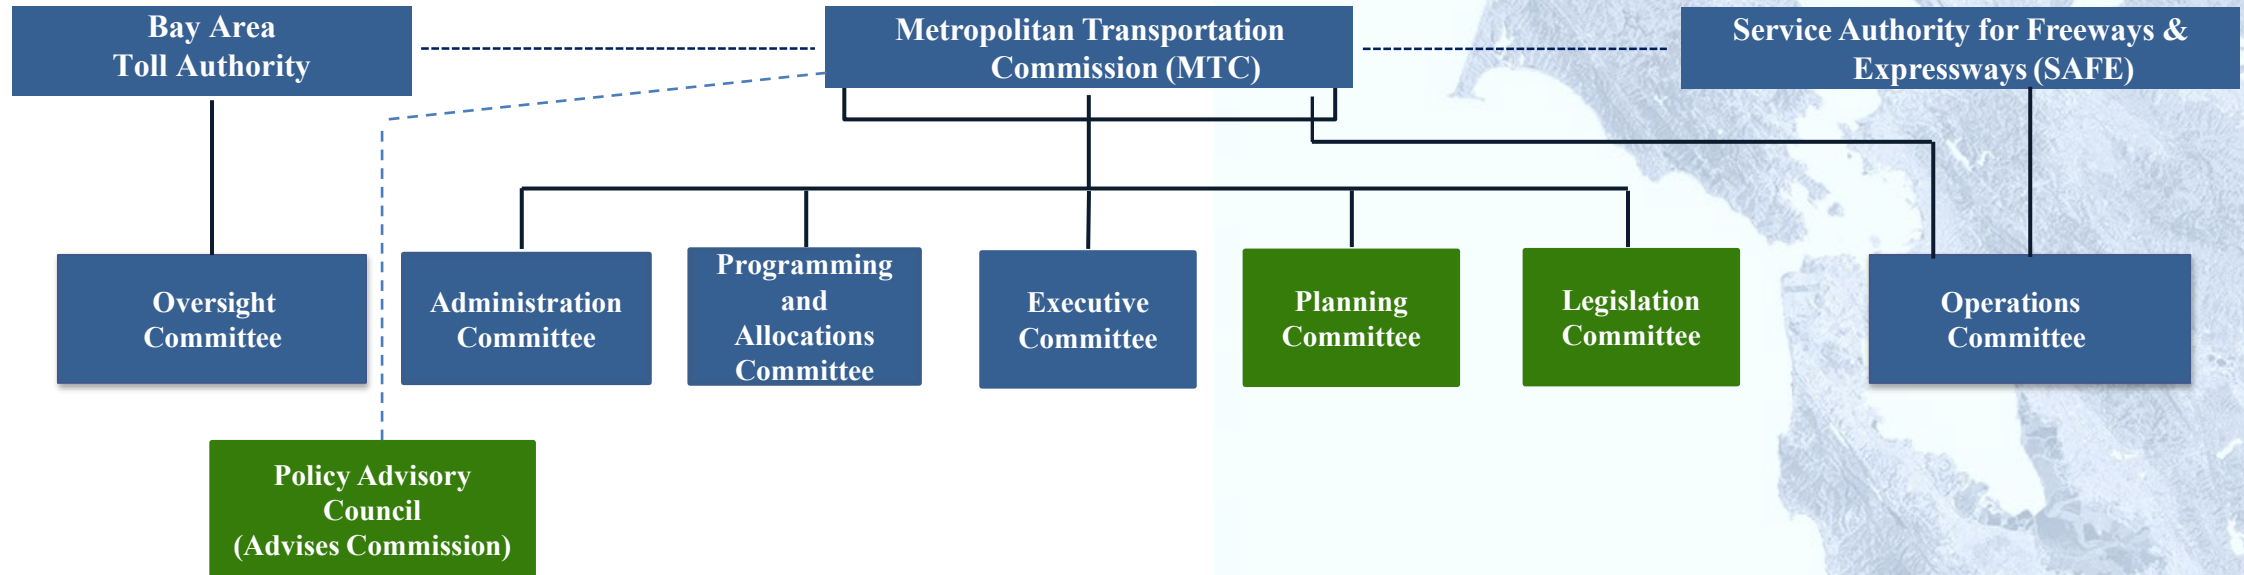 Bay Area
Toll Authority
Metropolitan Transportation
Commission (MTC)
Service Authority for Freeways &
Expressways (SAFE)
Oversight
Committee
Administration
Committee
Programming
and
Allocations
Committee
Executive
Committee
Planning
Committee
Legislation
Committee
Operations
Committee
Policy Advisory
Council
(Advises Commission)